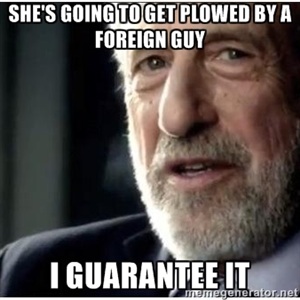 SHE'S GOING TO GET PLOWED BY A
FOREIGN GUY
I GUARANTEE IT
memegenerator.net